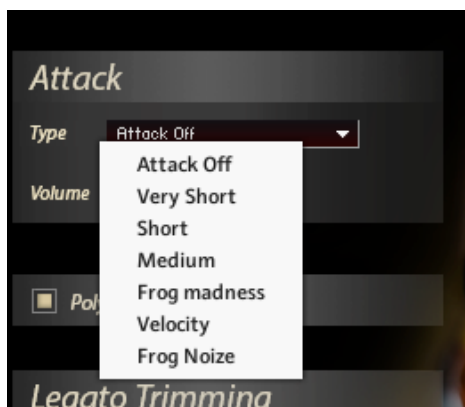 Attack
Type Attack Off
Attack Off
Very Short
Volume
Short
Medium
Frog madness
Velocity
Frog Noize
Legato Trimming